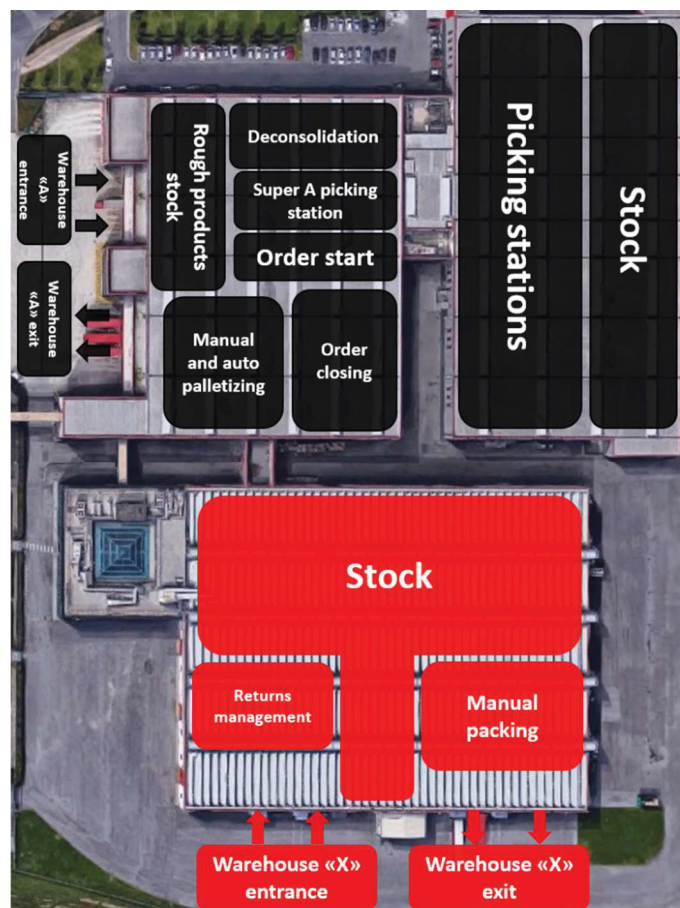 Deconsolidation
Rough products
stock
Super A picking
station
Order start
Warehouse
«A»
entrance
Warehouse
«A» exit
Manual
and auto
palletizing
Order
closing
Picking stations
Stock
Stock
Returns
management
Manual
packing
Warehouse «X»
entrance
Warehouse «X»
exit